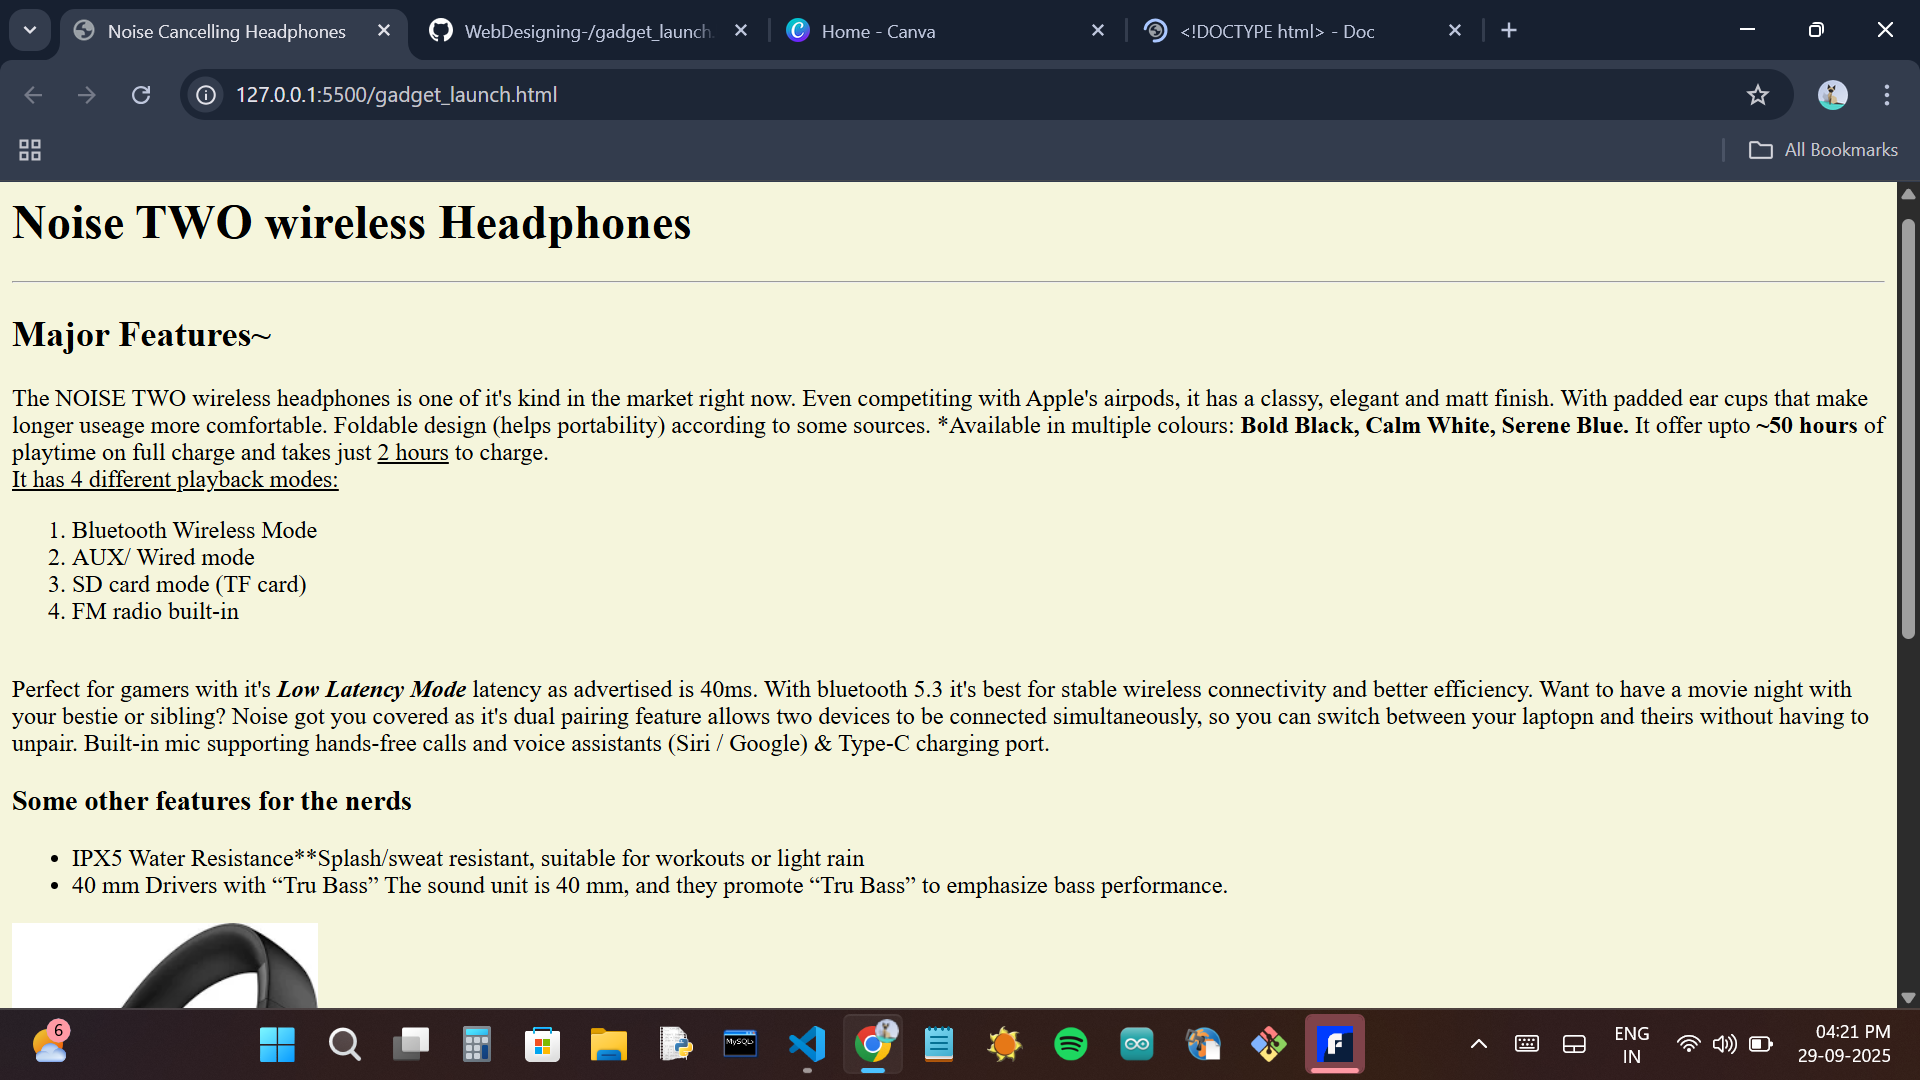 Noise Cancelling Headphones
WebDesigning-/gadget_launch.
Home - Canva
<!DOCTYPE html> - Doc
127.0.0.1:5500/gadget_launch.html
All Bookmarks
Noise TWO wireless Headphones
Major Features~
The NOISE TWO wireless headphones is one of it's kind in the market right now. Even competiting with Apple's airpods, it has a classy, elegant and matt finish. With padded ear cups that make
longer useage more comfortable. Foldable design (helps portability) according to some sources. *Available in multiple colours: Bold Black, Calm White, Serene Blue. It offer upto ~50 hours of
playtime on full charge and takes just 2 hours to charge.
It has 4 different playback modes:
1. Bluetooth Wireless Mode
2. AUX/ Wired mode
3. SD card mode (TF card)
4. FM radio built-in
Perfect for gamers with it's Low Latency Mode latency as advertised is 40ms. With bluetooth 5.3 it's best for stable wireless connectivity and better efficiency. Want to have a movie night with
your bestie or sibling? Noise got you covered as it's dual pairing feature allows two devices to be connected simultaneously, so you can switch between your laptopn and theirs without having to
unpair. Built-in mic supporting hands-free calls and voice assistants (Siri / Google) & Type-C charging port.
Some other features for the nerds
• IPX5 Water Resistance**Splash/sweat resistant, suitable for workouts or light rain
• 40 mm Drivers with “Tru Bass” The sound unit is 40 mm, and they promote “Tru Bass” to emphasize bass performance.
6
MySQL
ENG
IN
04:21 PM
29-09-2025